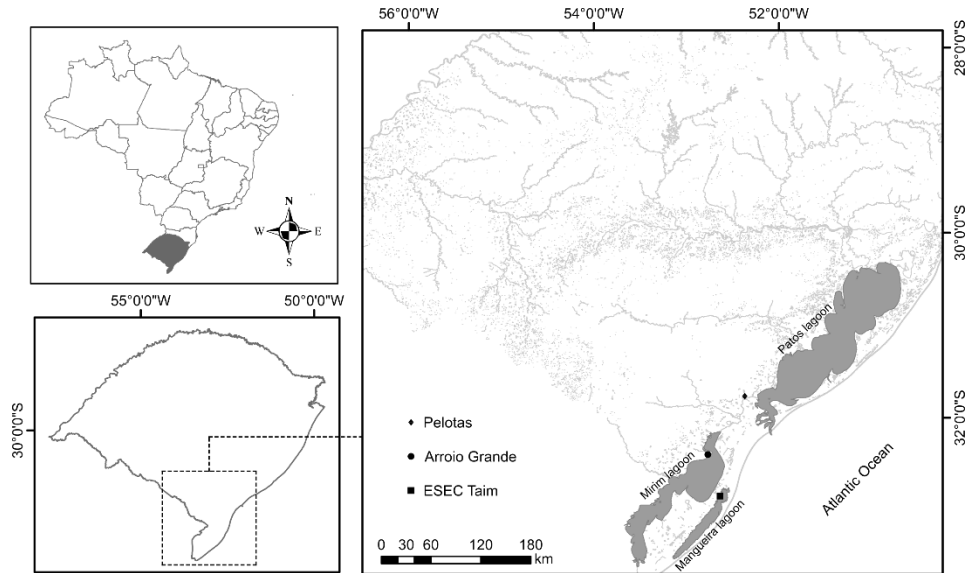 56°0'0"W 54°0'0"W 52°0'0"W
28°0'0"S
30°0'0"S
32°0'0"S
N
W E
S
55°0'0"W 50°0'0"W
30°0'0"S
Patos lagoon
Pelotas
Arroio Grande
ESEC Taim
Mirim lagoon
Mangueira lagoon
Atlantic Ocean
0 30 60 120 180
km